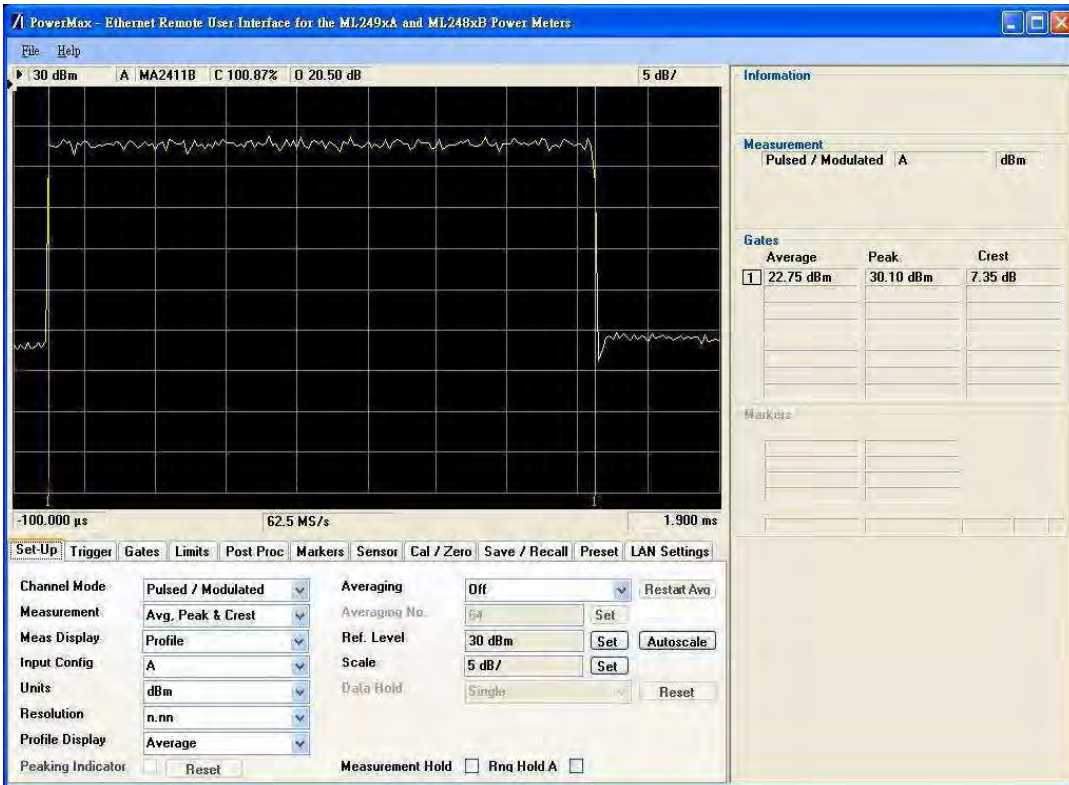 PowerMax - Ethernet Remote User Interface for the ML249xA and ML248xB Power Meters
File Help
30 dBm A MA2411B C 100.87% O 20.50 dB 5 dB/
1 1
-100.000 µs 62.5 MS/s 1.900 ms
Information
Measurement
Pulsed / Modulated A dBm
Gates
Average Peak Crest
1 22.75 dBm 30.10 dBm 7.35 dB
Markers
Set-Up Trigger Gates Limits Post Proc Markers Sensor Cal / Zero Save / Recall Preset LAN Settings
Channel Mode Pulsed / Modulated Averaging Off Restart Avg
Measurement Avg, Peak & Crest Averaging No. 64 Set
Meas Display Profile Ref. Level 30 dBm Set Autoscale
Input Config A Scale 5 dB/ Set
Units dBm Data Hold Single Reset
Resolution n.nn
Profile Display Average
Peaking Indicator Reset Measurement Hold Rng Hold A